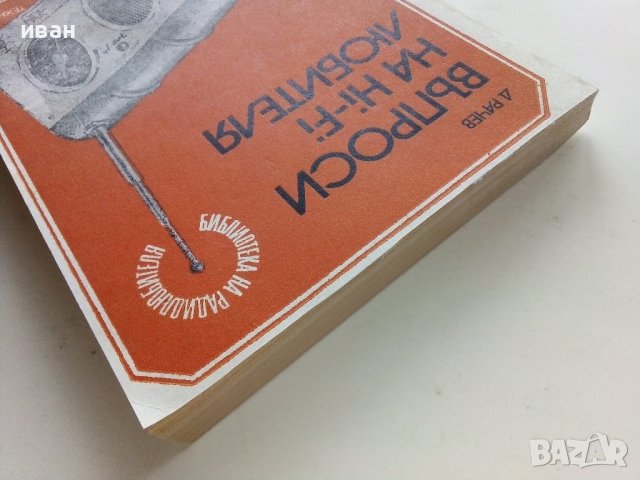 Д РАЧЕВ
ВЪПРОСИ
НА Hi-Fi
ЛЮБИТЕЛЯ
БИБЛИОТЕКА НА РАДИОЛЮБИТЕЛЯ
иван
BAZAR